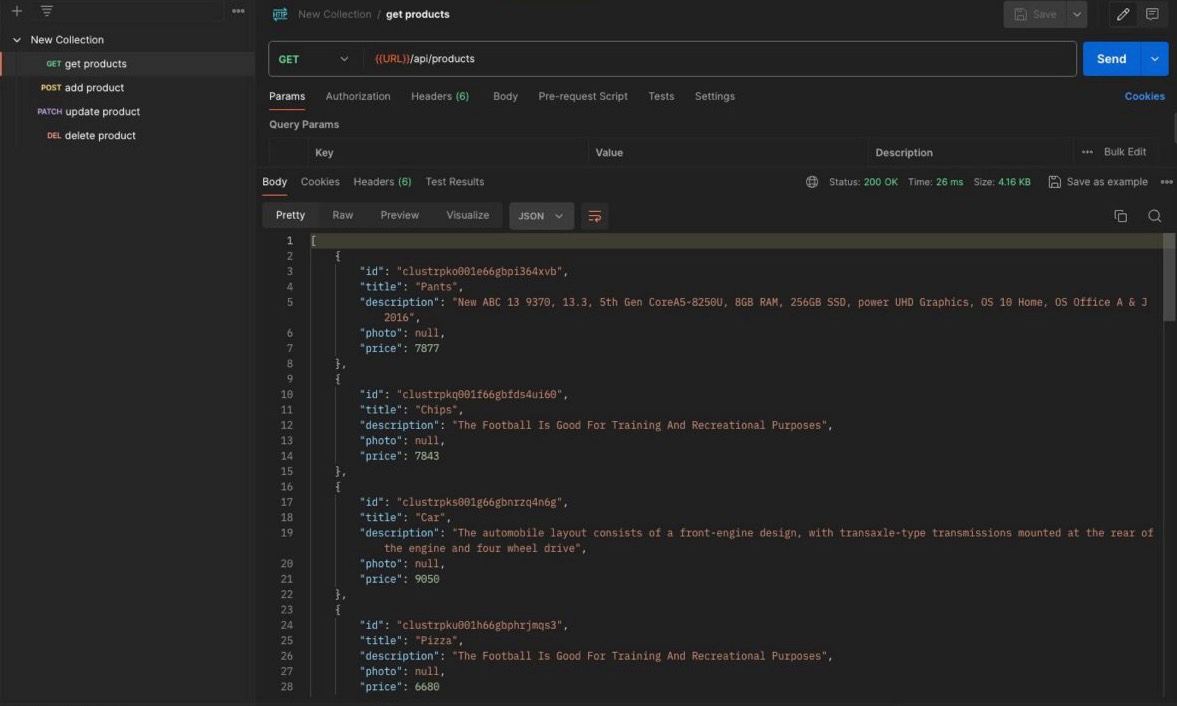 New Collection / get products
Save
New Collection
GET get products
POST add product
PATCH update product
DEL delete product
GET {{URL}}/api/products
Send
Params Authorization Headers (6) Body Pre-request Script Tests Settings Cookies
Query Params
Key Value Description ••• Bulk Edit
Body Cookies Headers (6) Test Results Status: 200 OK Time: 26 ms Size: 4.16 KB Save as example •••
Pretty Raw Preview Visualize JSON
1 [
2 {
3 "id": "clustrpko001e66gbpi364xvb",
4 "title": "Pants",
5 "description": "New ABC 13 9370, 13.3, 5th Gen CoreA5-8250U, 8GB RAM, 256GB SSD, power UHD Graphics, OS 10 Home, OS Office A & J
2016",
6 "photo": null,
7 "price": 7877
8 },
9 {
10 "id": "clustrpkq001f66gbfds4ui60",
11 "title": "Chips",
12 "description": "The Football Is Good For Training And Recreational Purposes",
13 "photo": null,
14 "price": 7843
15 },
16 {
17 "id": "clustrpks001g66gbnrzq4n6g",
18 "title": "Car",
19 "description": "The automobile layout consists of a front-engine design, with transaxle-type transmissions mounted at the rear of
the engine and four wheel drive",
20 "photo": null,
21 "price": 9050
22 },
23 {
24 "id": "clustrpku001h66gbphrjmqs3",
25 "title": "Pizza",
26 "description": "The Football Is Good For Training And Recreational Purposes",
27 "photo": null,
28 "price": 6680